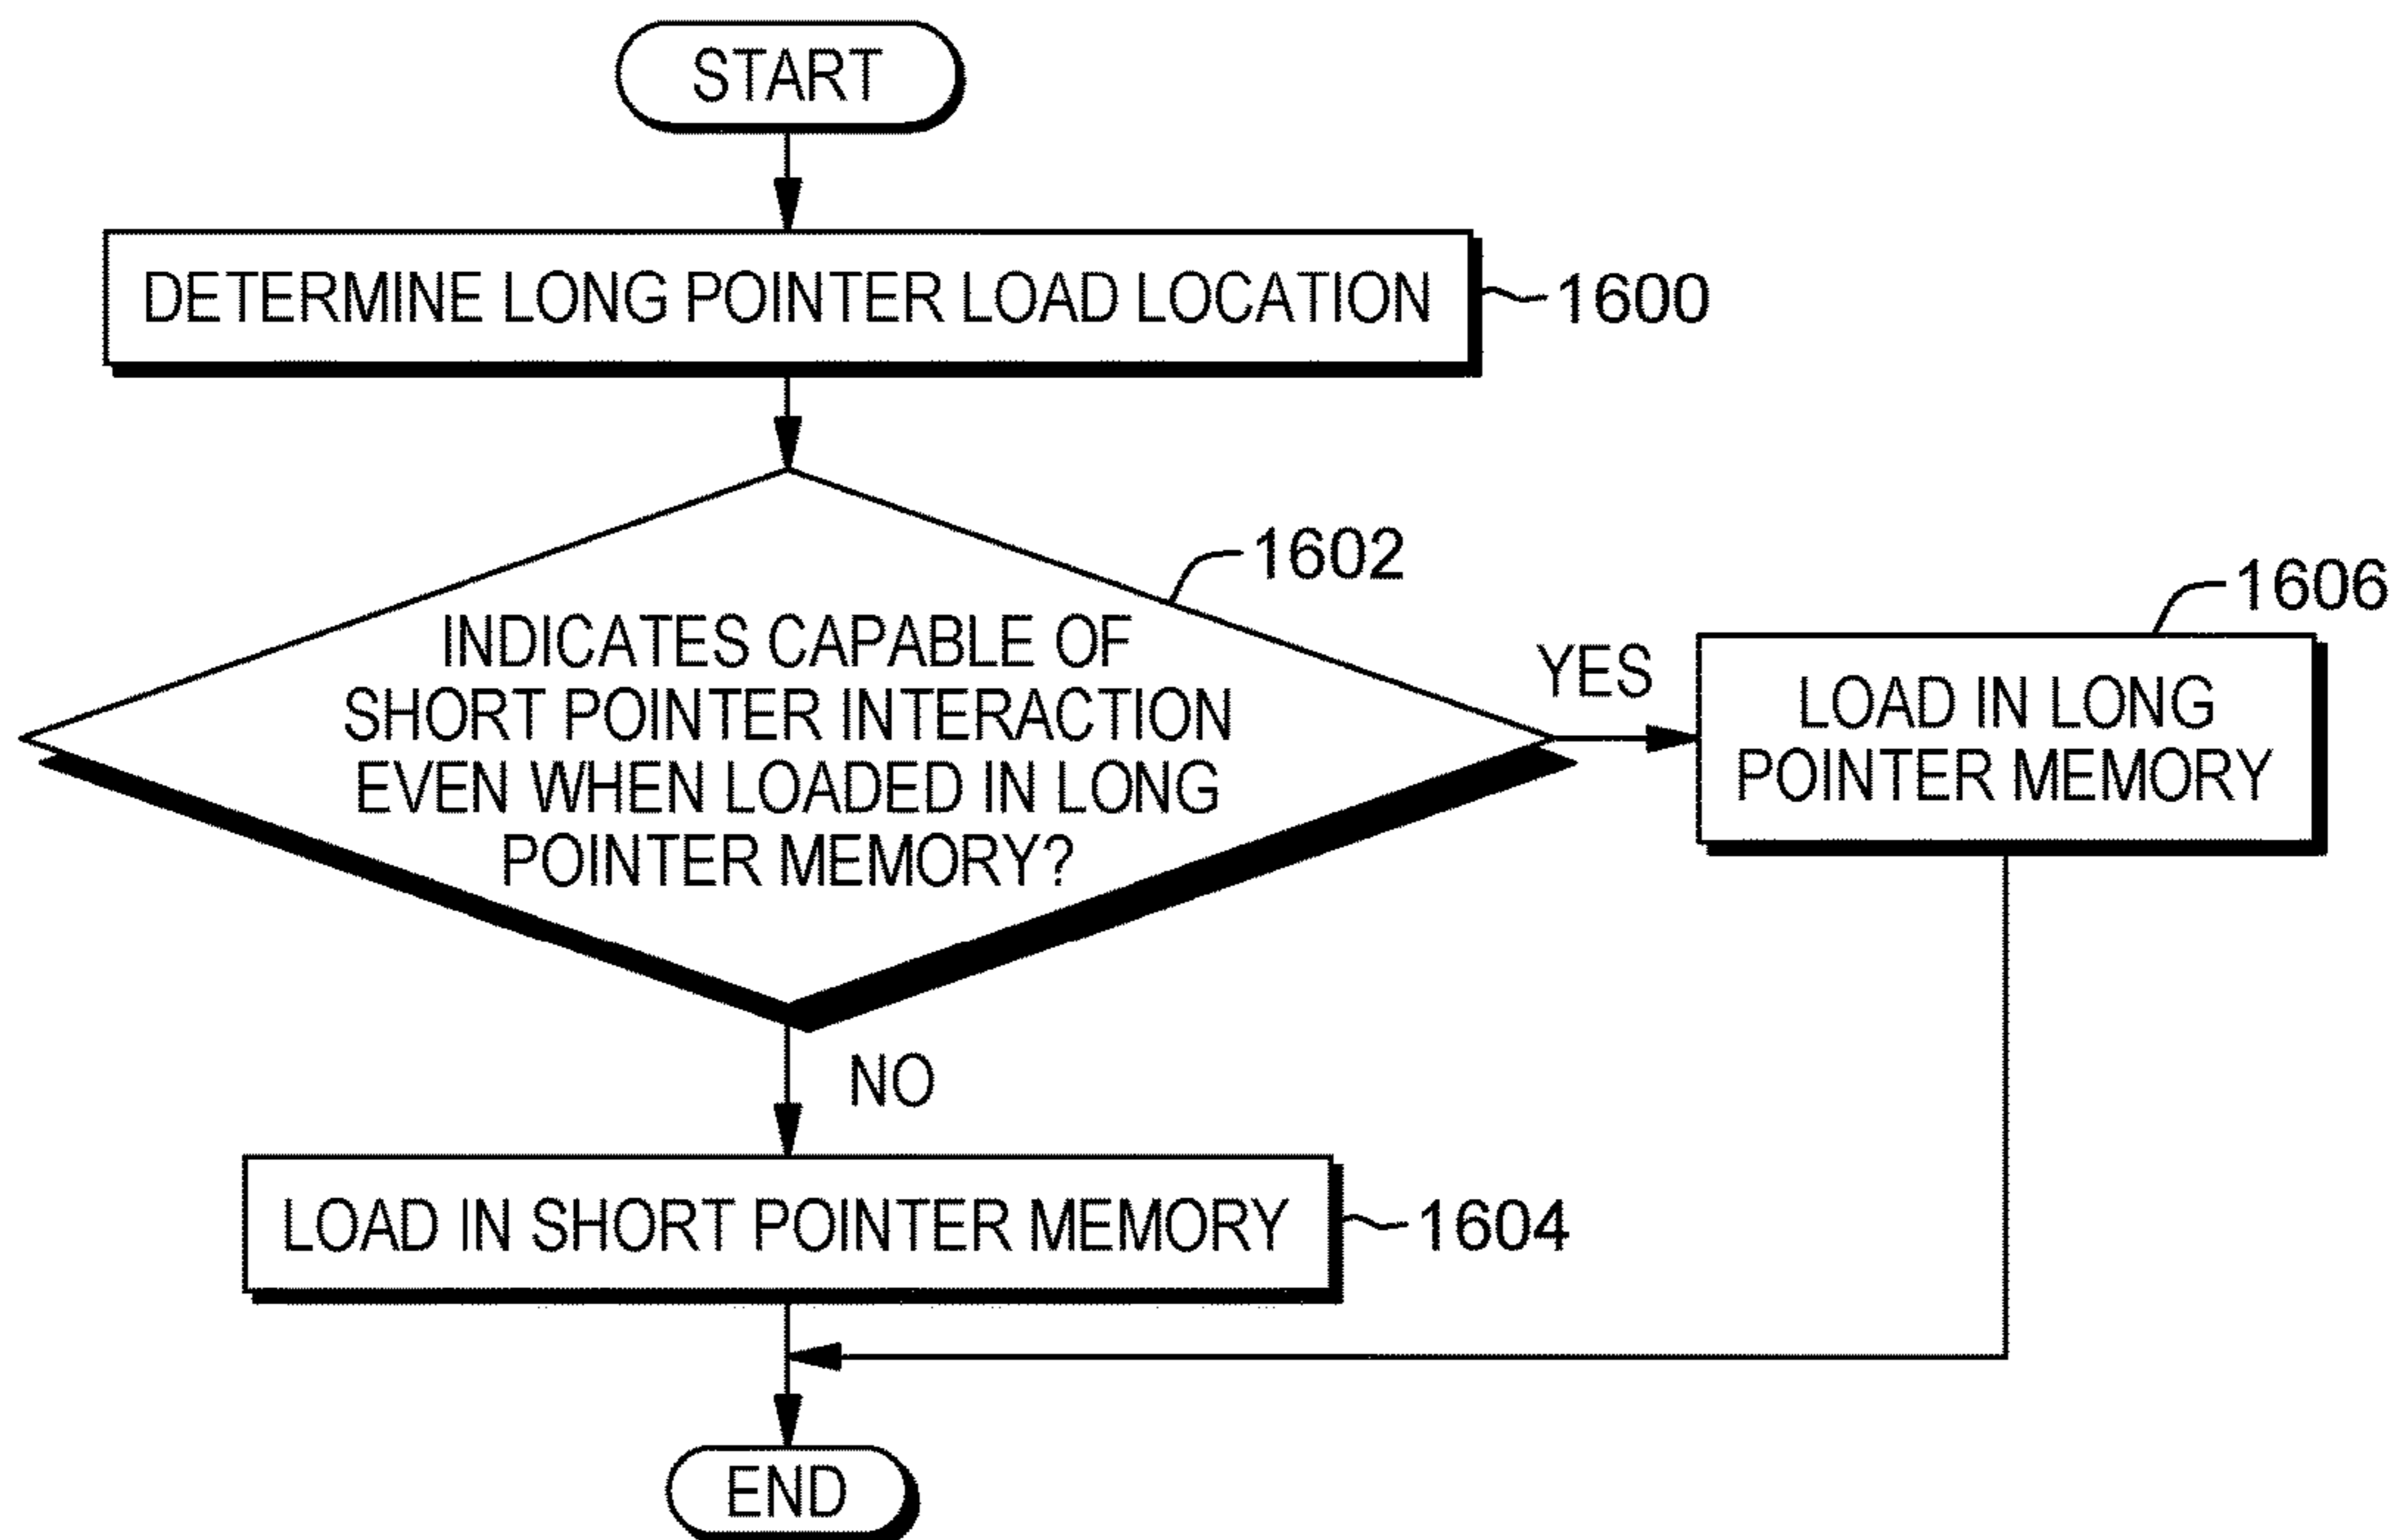 START
DETERMINE LONG POINTER LOAD LOCATION
1600
1602
INDICATES CAPABLE OF
SHORT POINTER INTERACTION
EVEN WHEN LOADED IN LONG
POINTER MEMORY?
YES
1606
LOAD IN LONG
POINTER MEMORY
NO
LOAD IN SHORT POINTER MEMORY
1604
END